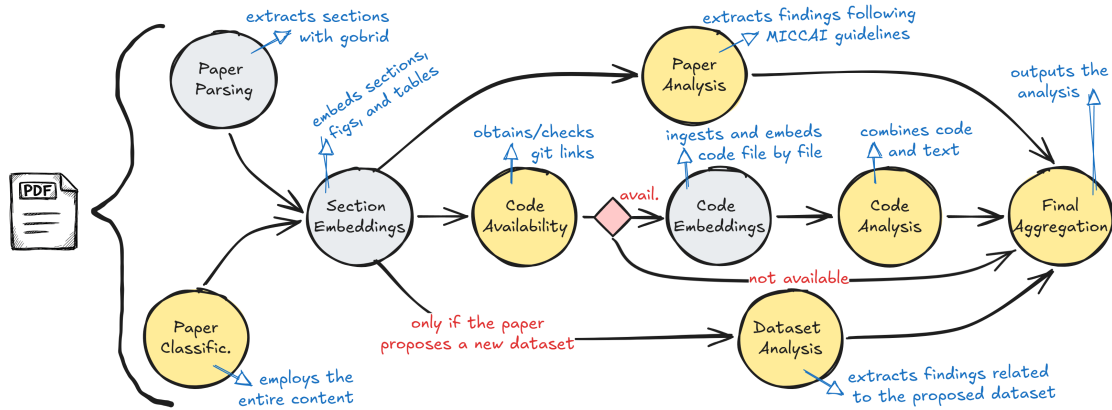 PDF
extracts sections
with gobrid
Paper
Parsing
embeds sections,
figs, and tables
extracts findings following
MICCAI guidelines
Paper
Analysis
outputs the
analysis
obtains/checks
git links
ingests and embeds
code file by file
combines code
and text
Section
Embeddings
Code
Availability
avail.
Code
Embeddings
Code
Analysis
Final
Aggregation
not available
only if the paper
proposes a new dataset
Paper
Classific.
employs the
entire content
Dataset
Analysis
extracts findings related
to the proposed dataset